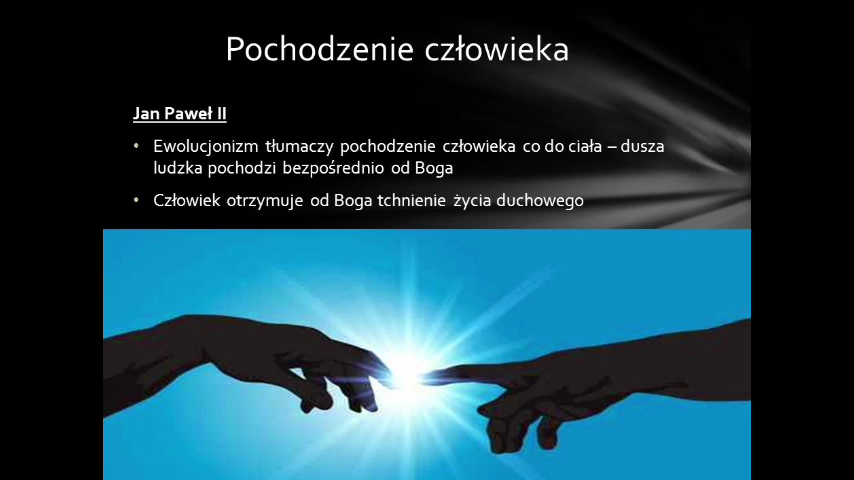 Pochodzenie człowieka
Jan Paweł II
• Ewolucjonizm tłumaczy pochodzenie człowieka co do ciała – dusza
ludzka pochodzi bezpośrednio od Boga
• Człowiek otrzymuje od Boga tchnienie życia duchowego